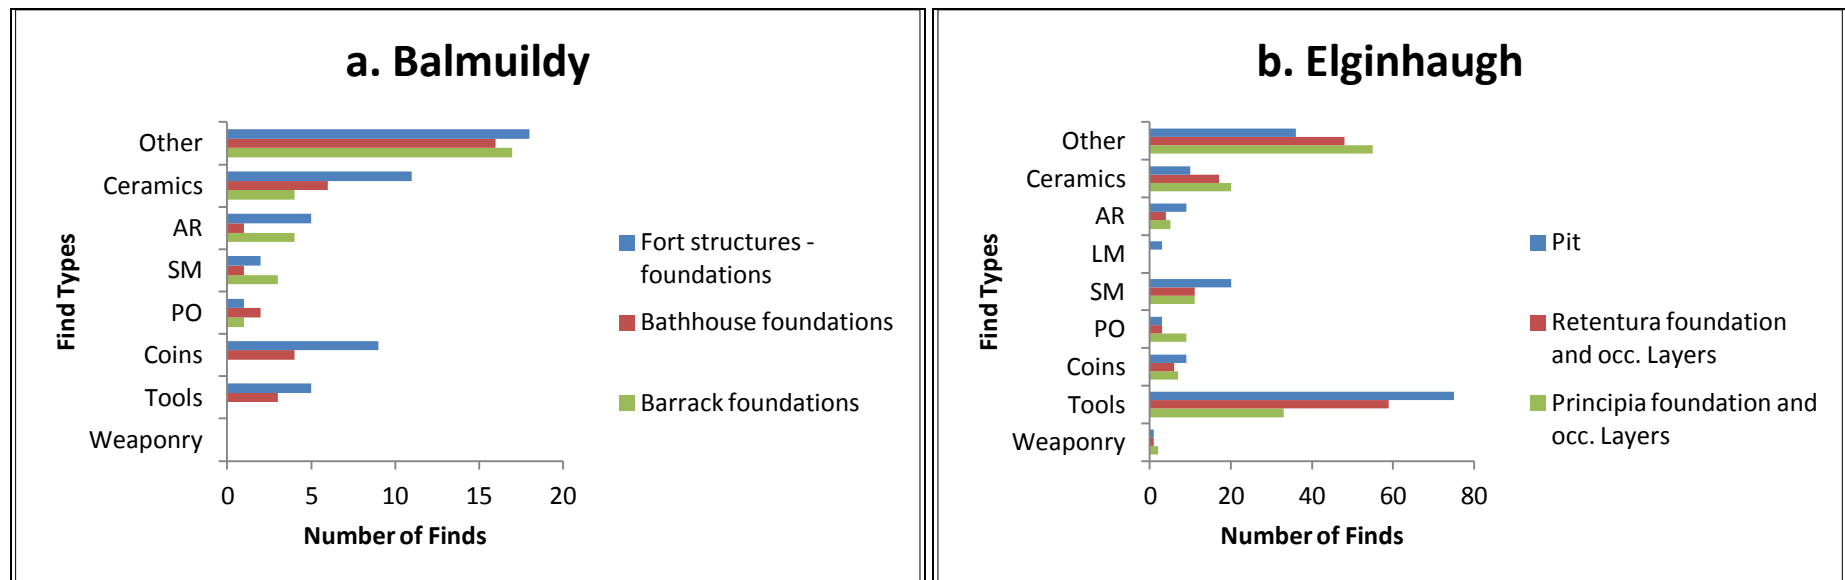 a. Balmuildy
Find Types
Other
Ceramics
AR
SM
PO
Coins
Tools
Weaponry
0 5 10 15 20
Number of Finds
Fort structures -
foundations
Bathhouse foundations
Barrack foundations
b. Elginhaugh
Find Types
Other
Ceramics
AR
LM
SM
PO
Coins
Tools
Weaponry
0 20 40 60 80
Number of Finds
Pit
Retentura foundation
and occ. Layers
Principia foundation and
occ. Layers